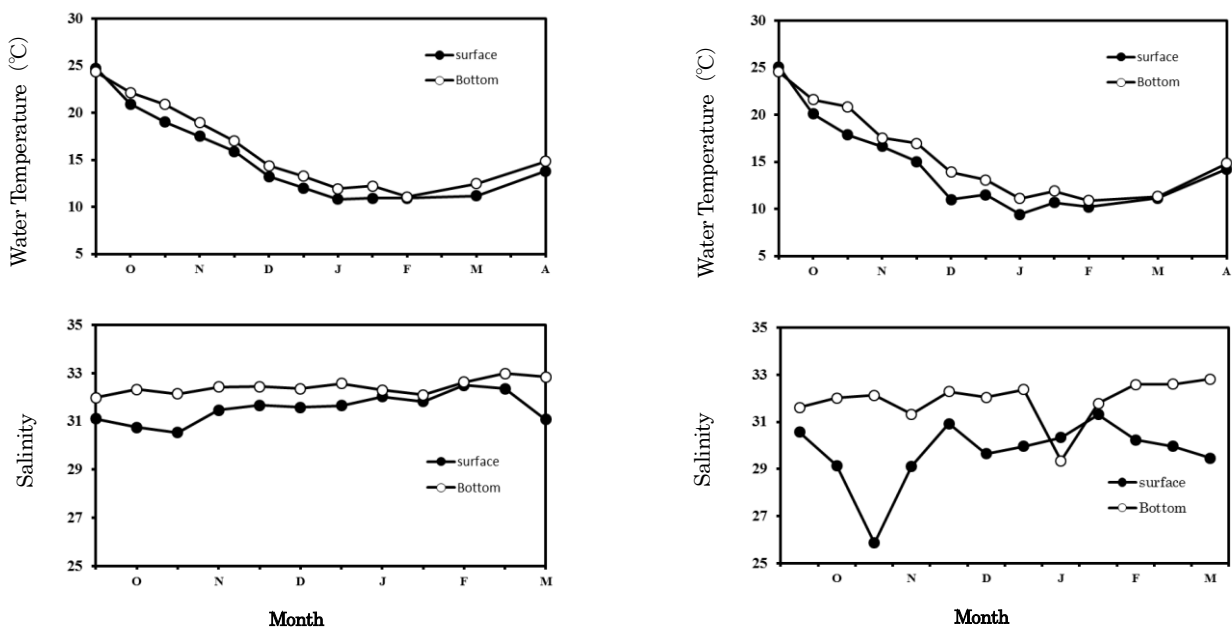 Water Temperature (℃)
30
25
20
15
10
5
surface
Bottom
O N D J F M A
Water Temperature (℃)
30
25
20
15
10
5
surface
Bottom
O N D J F M A
Salinity
35
33
31
29
27
25
surface
Bottom
O N D J F M
Month
Salinity
35
33
31
29
27
25
surface
Bottom
O N D J F M
Month